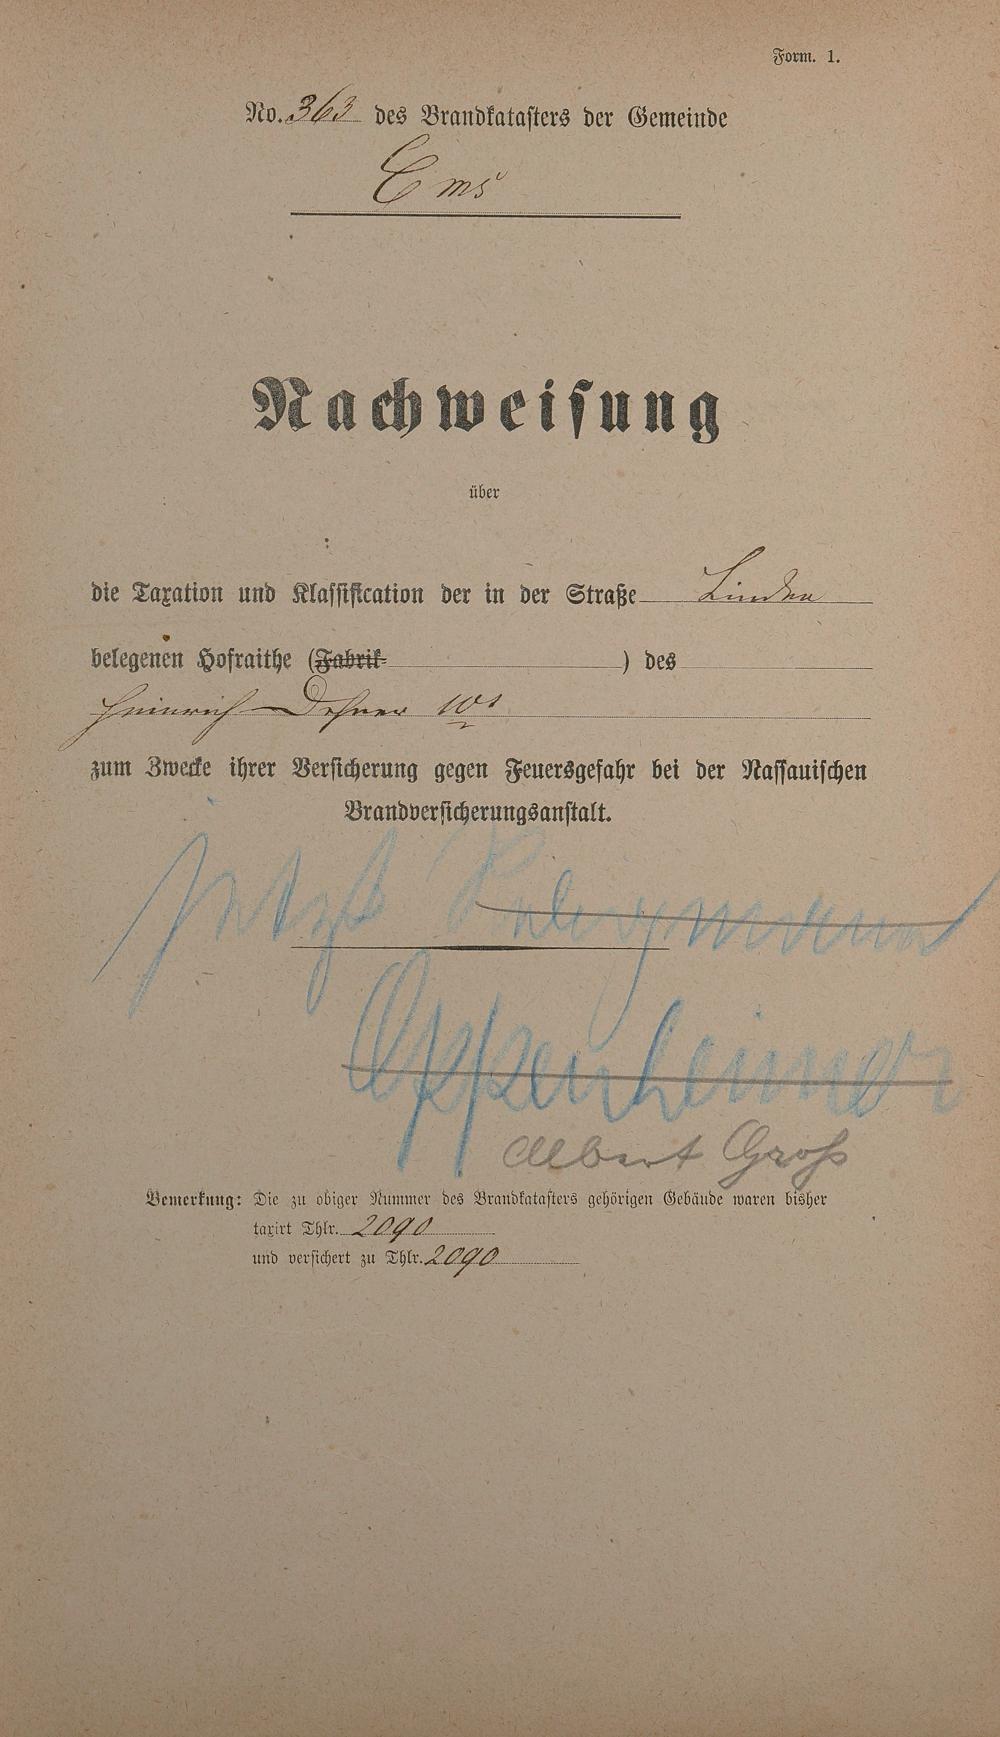 Form. 1.
No. 363 des Brandkatasters der Gemeinde
Ems
Nachweisung
über
die Taxation und Klassification der in der Straße Linden
belegenen Hofraithe (Fabrik- ) des
Heinrich
zum Zwecke ihrer Versicherung gegen Feuersgefahr bei der Nassauischen
Brandversicherungsanstalt.
jetzt
Oppenheimer
Albert Groß
Bemerkung: Die zu obiger Nummer des Brandkatasters gehörigen Gebäude waren bisher
taxirt Thlr. 2090
und versichert zu Thlr. 2090